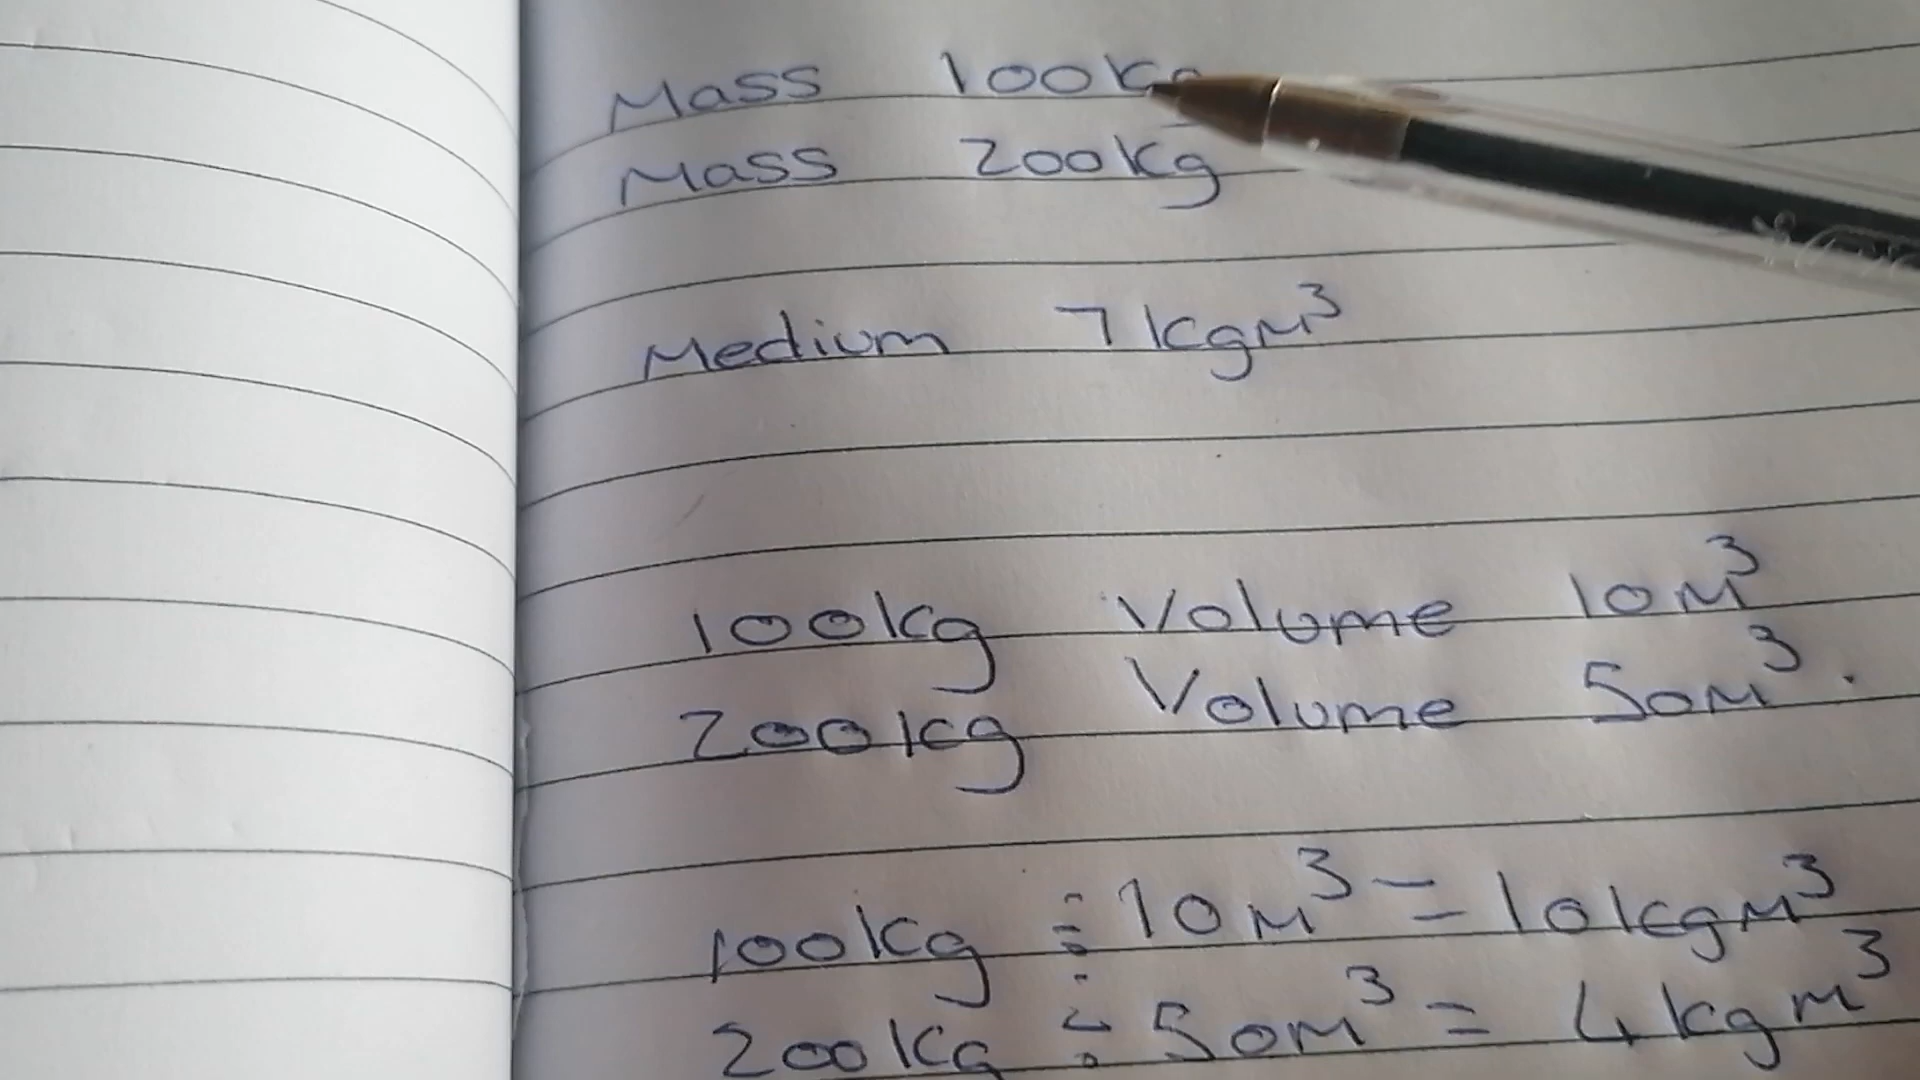 Mass 100kg
Mass 200kg
Medium 7kgm³
100kg Volume 10m³
200kg Volume 50m³.
100kg ÷ 10m³ = 10kgm³
200kg ÷ 50m³ = 4kgm³